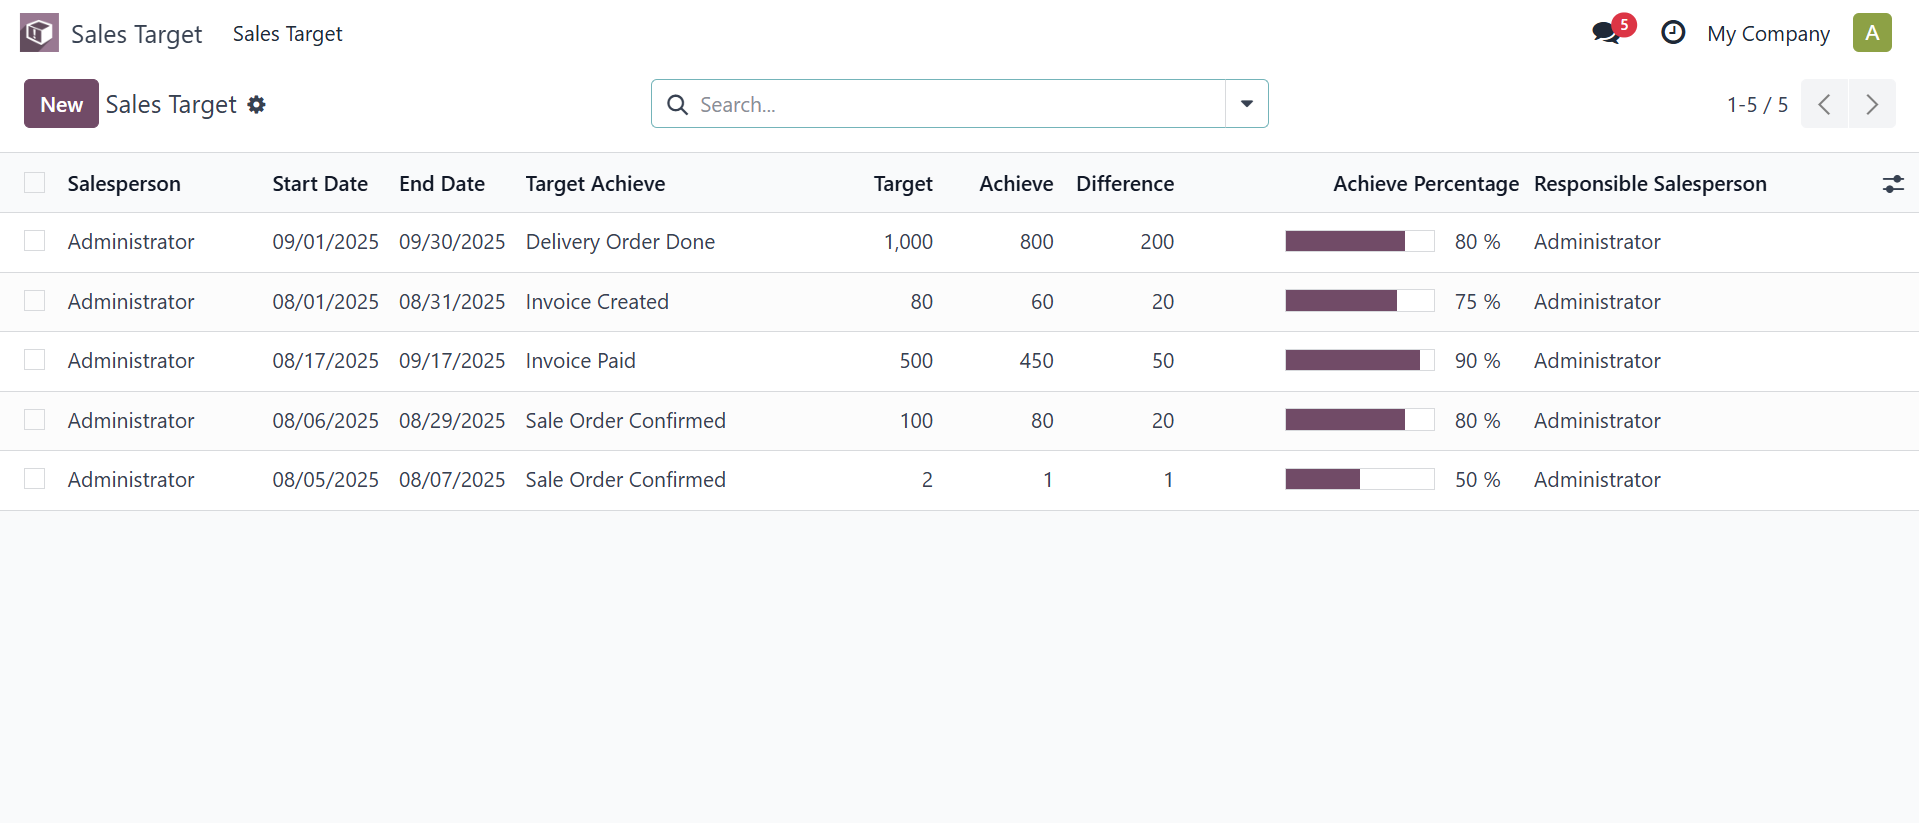 Sales Target Sales Target 5 My Company A
New Sales Target Search... 1-5 / 5
Salesperson Start Date End Date Target Achieve Target Achieve Difference Achieve Percentage Responsible Salesperson
Administrator 09/01/2025 09/30/2025 Delivery Order Done 1,000 800 200 80 % Administrator
Administrator 08/01/2025 08/31/2025 Invoice Created 80 60 20 75 % Administrator
Administrator 08/17/2025 09/17/2025 Invoice Paid 500 450 50 90 % Administrator
Administrator 08/06/2025 08/29/2025 Sale Order Confirmed 100 80 20 80 % Administrator
Administrator 08/05/2025 08/07/2025 Sale Order Confirmed 2 1 1 50 % Administrator